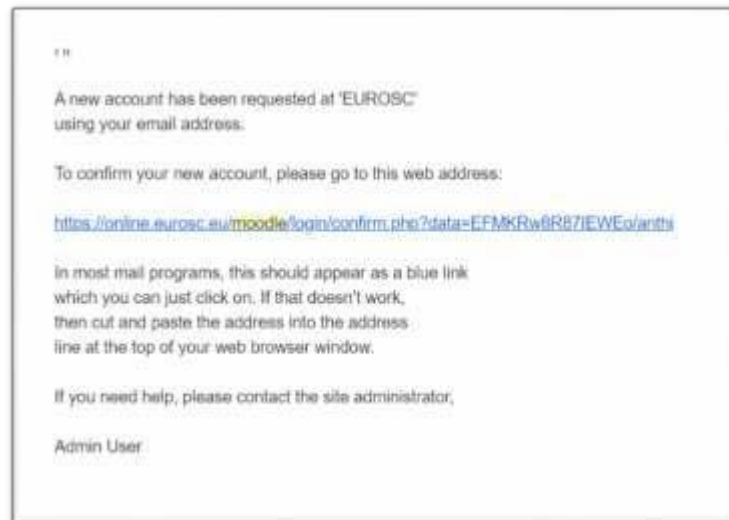 A new account has been requested at 'EUROSC'
using your email address.
To confirm your new account, please go to this web address:
https://online.eurosc.eu/moodle/login/confirm.php?data=EFMKRw8R87IEWEo/anthi
In most mail programs, this should appear as a blue link
which you can just click on. If that doesn't work,
then cut and paste the address into the address
line at the top of your web browser window.
If you need help, please contact the site administrator,
Admin User